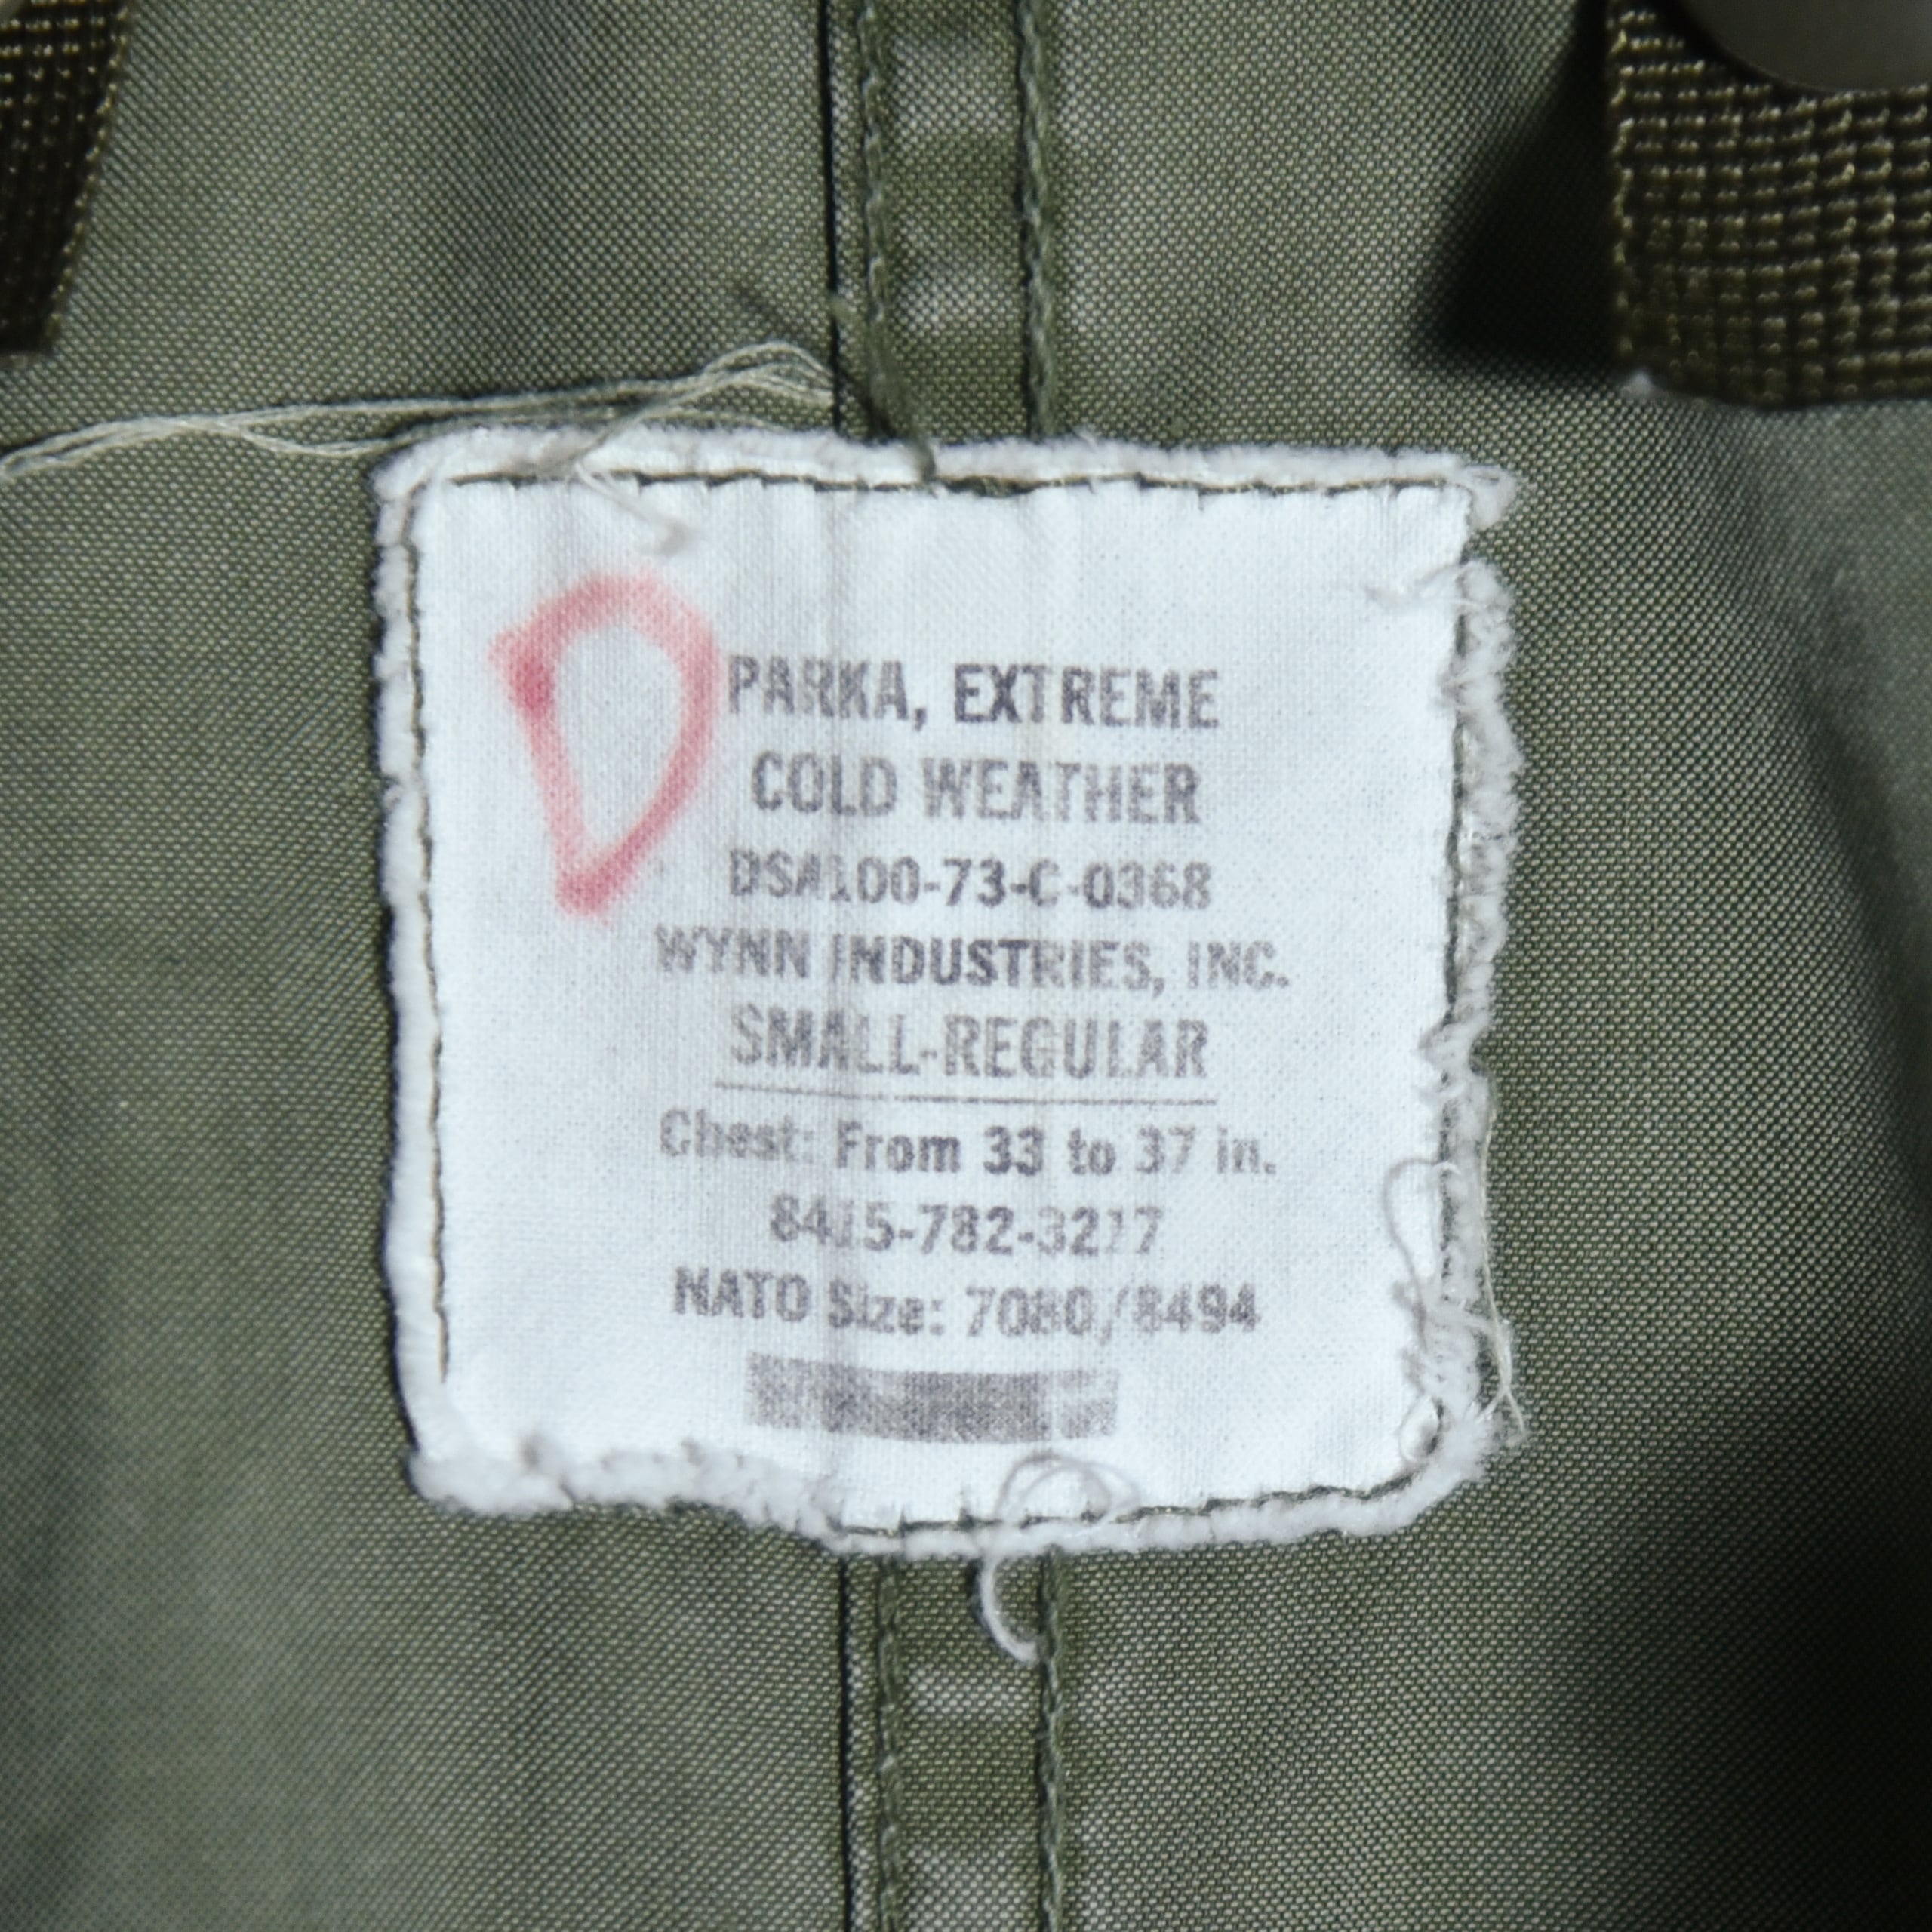 PARKA, EXTREME
COLD WEATHER
DSA100-73-C-0368
WYNN INDUSTRIES, INC.
SMALL-REGULAR
Chest: From 33 to 37 in.
8415-782-3217
NATO Size: 7080/8494